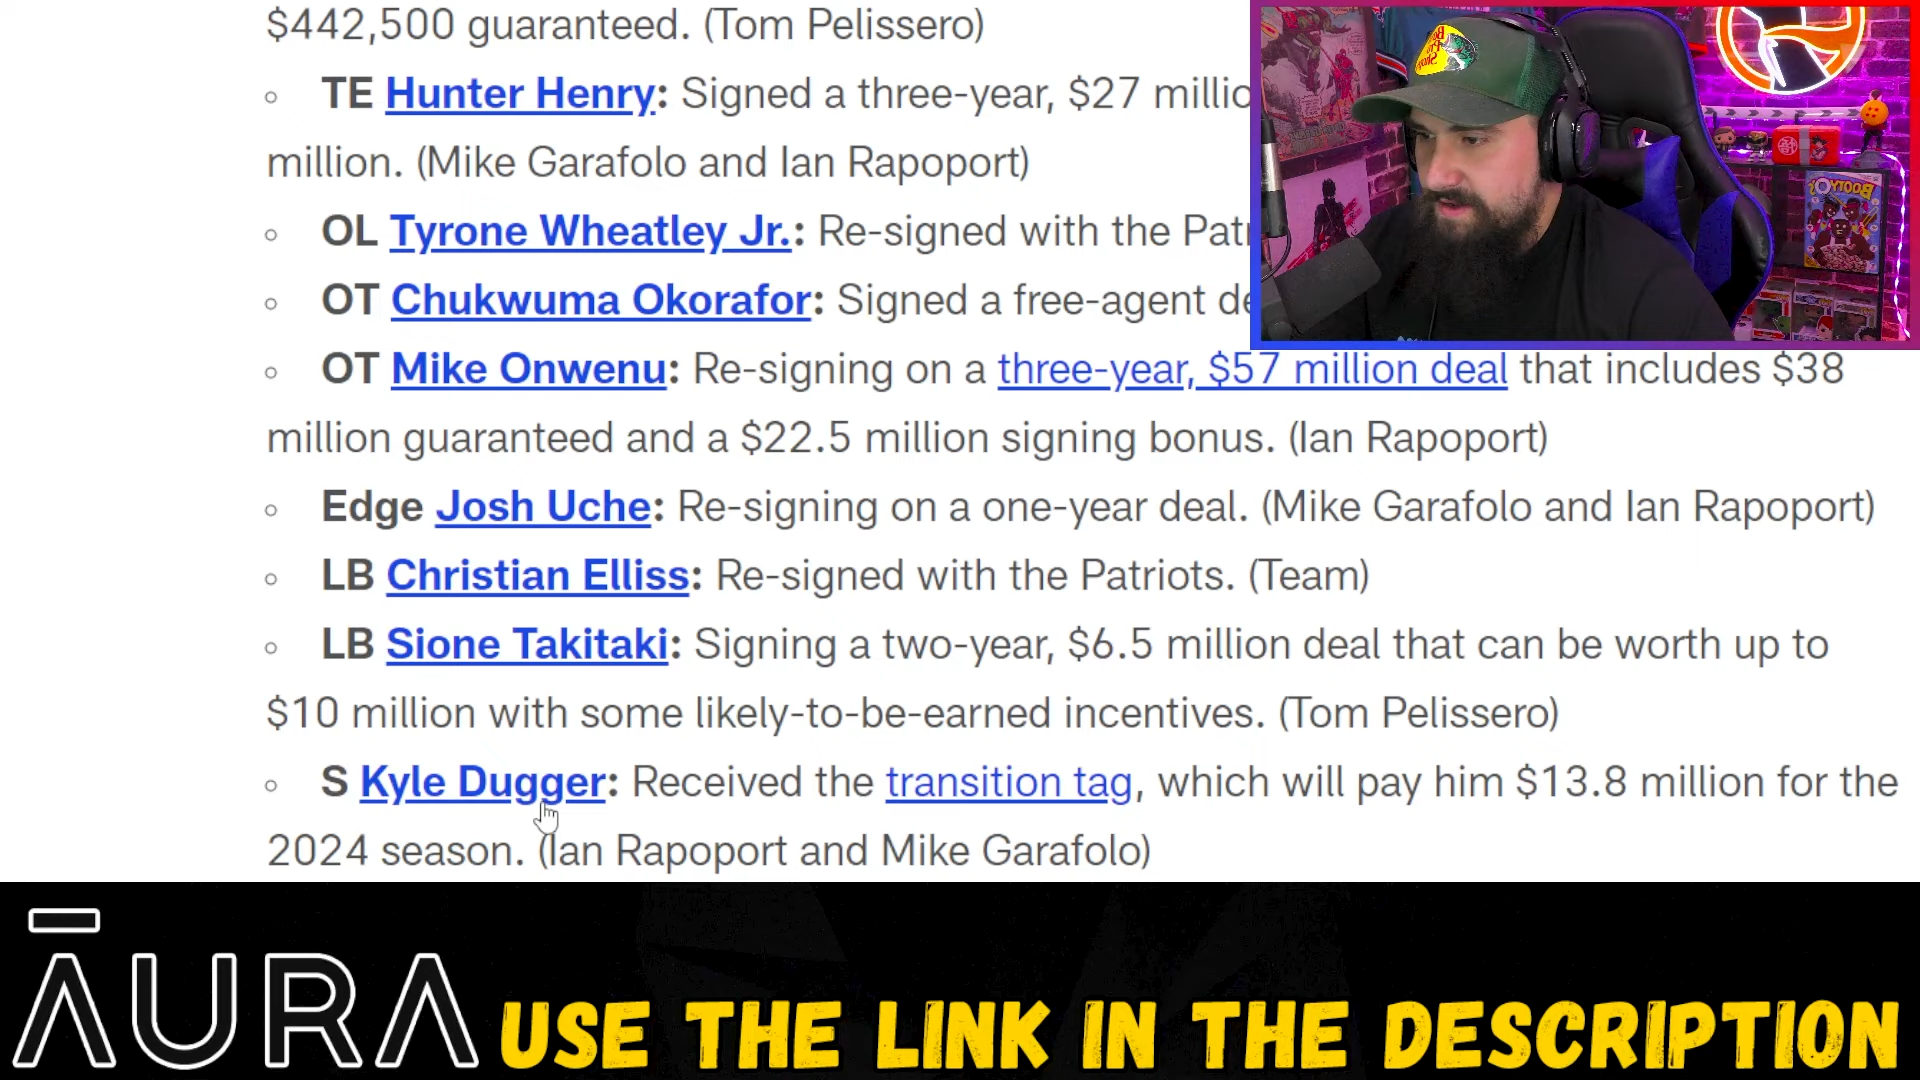 $442,500 guaranteed. (Tom Pelissero)
TE Hunter Henry: Signed a three-year, $27 millio
million. (Mike Garafolo and Ian Rapoport)
OL Tyrone Wheatley Jr.: Re-signed with the Patr
OT Chukwuma Okorafor: Signed a free-agent de
OT Mike Onwenu: Re-signing on a three-year, $57 million deal that includes $38
million guaranteed and a $22.5 million signing bonus. (Ian Rapoport)
Edge Josh Uche: Re-signing on a one-year deal. (Mike Garafolo and Ian Rapoport)
LB Christian Elliss: Re-signed with the Patriots. (Team)
LB Sione Takitaki: Signing a two-year, $6.5 million deal that can be worth up to
$10 million with some likely-to-be-earned incentives. (Tom Pelissero)
S Kyle Dugger: Received the transition tag, which will pay him $13.8 million for the
2024 season. (Ian Rapoport and Mike Garafolo)
Bass Pro Shops
BOOTY O's
ĀURA USE THE LINK IN THE DESCRIPTION